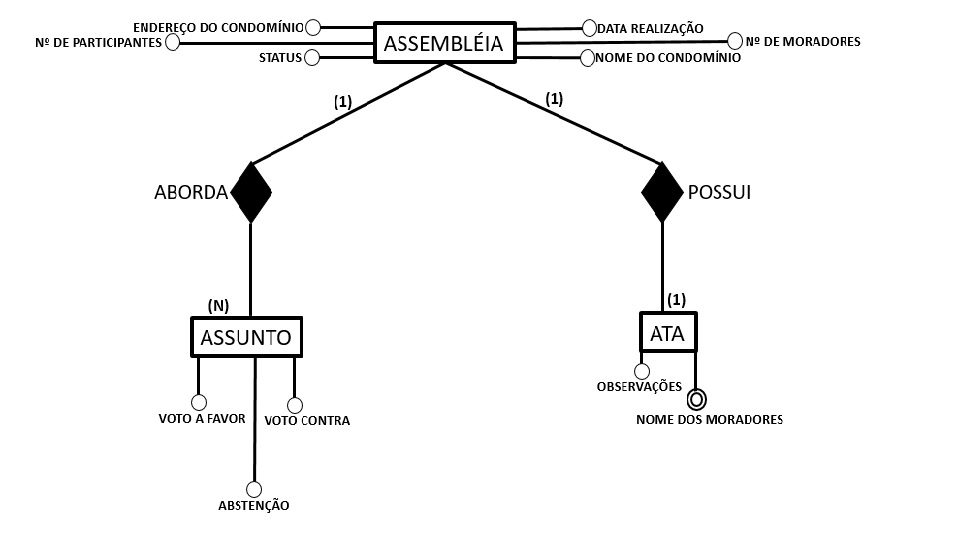 ENDEREÇO DO CONDOMÍNIO
DATA REALIZAÇÃO
Nº DE PARTICIPANTES
ASSEMBLÉIA
Nº DE MORADORES
STATUS
NOME DO CONDOMÍNIO
(1)
(1)
ABORDA
POSSUI
(N)
(1)
ASSUNTO
ATA
OBSERVAÇÕES
VOTO A FAVOR
VOTO CONTRA
NOME DOS MORADORES
ABSTENÇÃO